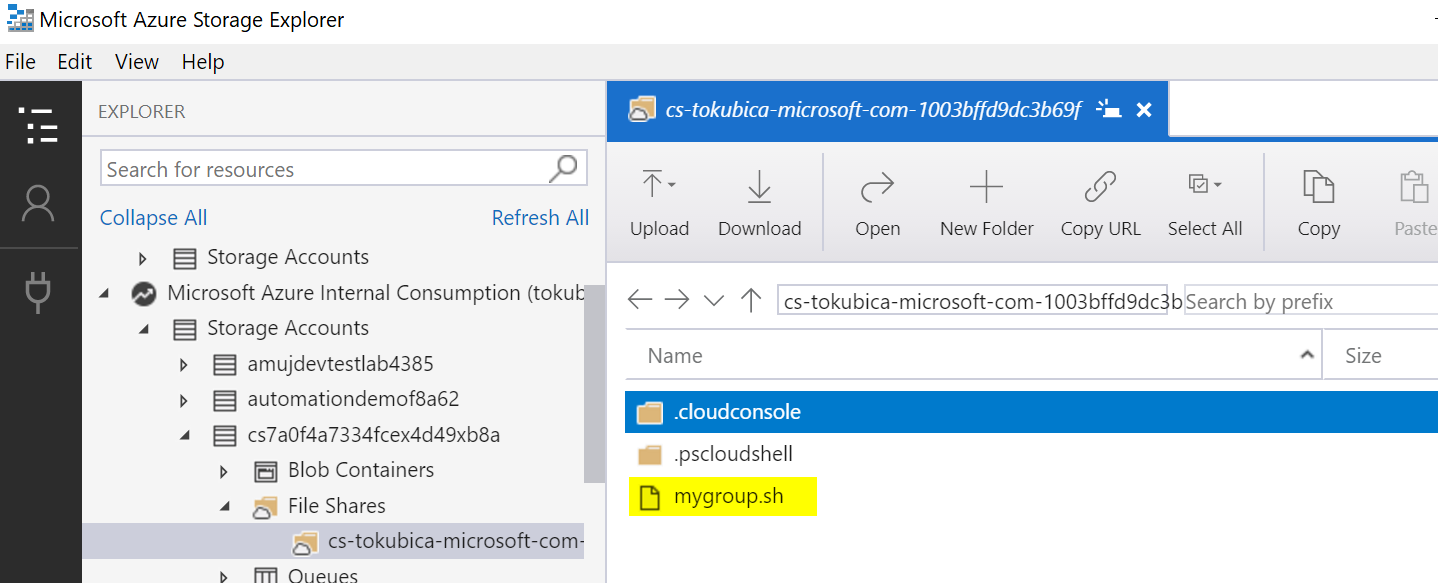 Microsoft Azure Storage Explorer
File Edit View Help
EXPLORER
Search for resources
Collapse All Refresh All
Storage Accounts
Microsoft Azure Internal Consumption (tokub
Storage Accounts
amujdevtestlab4385
automationdemof8a62
cs7a0f4a7334fcex4d49xb8a
Blob Containers
File Shares
cs-tokubica-microsoft-com-
Queues
cs-tokubica-microsoft-com-1003bffd9dc3b69f
Upload Download Open New Folder Copy URL Select All Copy Paste
cs-tokubica-microsoft-com-1003bffd9dc3b Search by prefix
Name Size
.cloudconsole
.pscloudshell
mygroup.sh